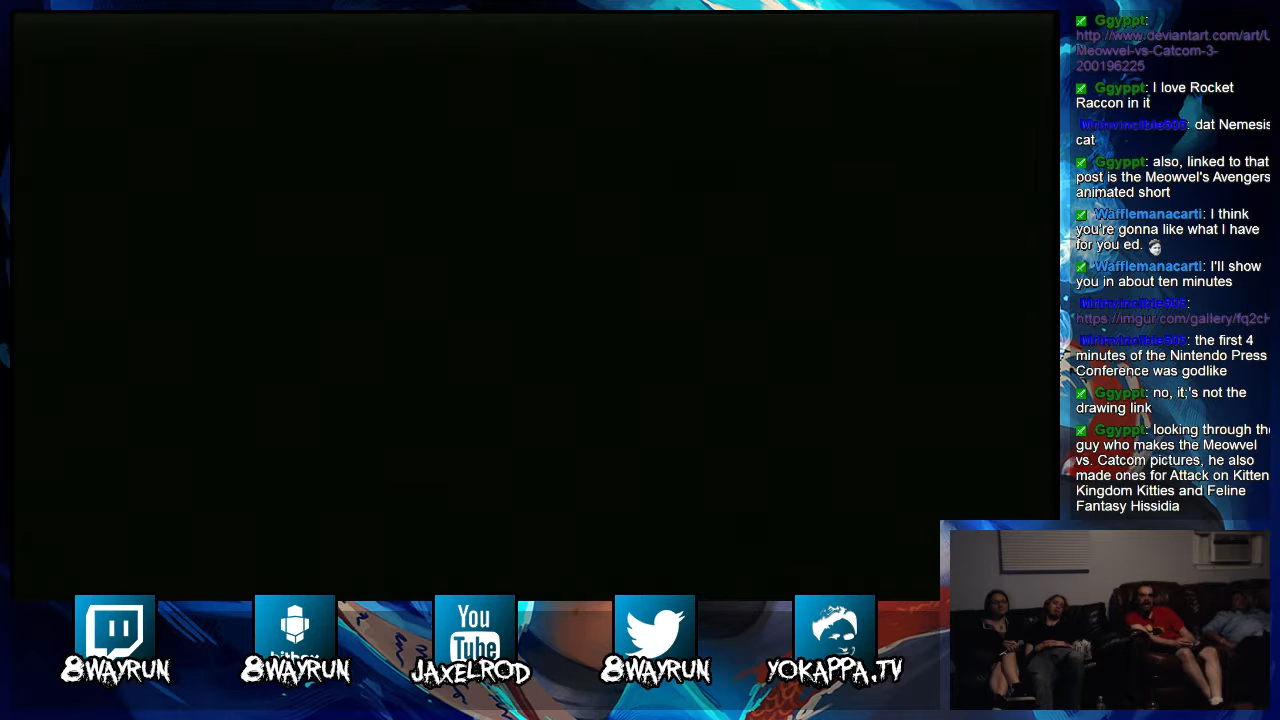 Ggyppt:
http://www.deviantart.com/art/U
Meowvel-vs-Catcom-3-
200196225
Ggyppt: I love Rocket
Raccon in it
MrInvincible505: dat Nemesis
cat
Ggyppt: also, linked to that
post is the Meowvel's Avengers
animated short
Wafflemanacarti: I think
you're gonna like what I have
for you ed.
Wafflemanacarti: I'll show
you in about ten minutes
MrInvincible505:
https://imgur.com/gallery/fq2cH
MrInvincible505: the first 4
minutes of the Nintendo Press
Conference was godlike
Ggyppt: no, it;'s not the
drawing link
Ggyppt: looking through the
guy who makes the Meowvel
vs. Catcom pictures, he also
made ones for Attack on Kitten
Kingdom Kitties and Feline
Fantasy Hissidia
You
Tube
8WAYRUN
8WAYRUN
JAXELROD
8WAYRUN
YOKAPPA.TV